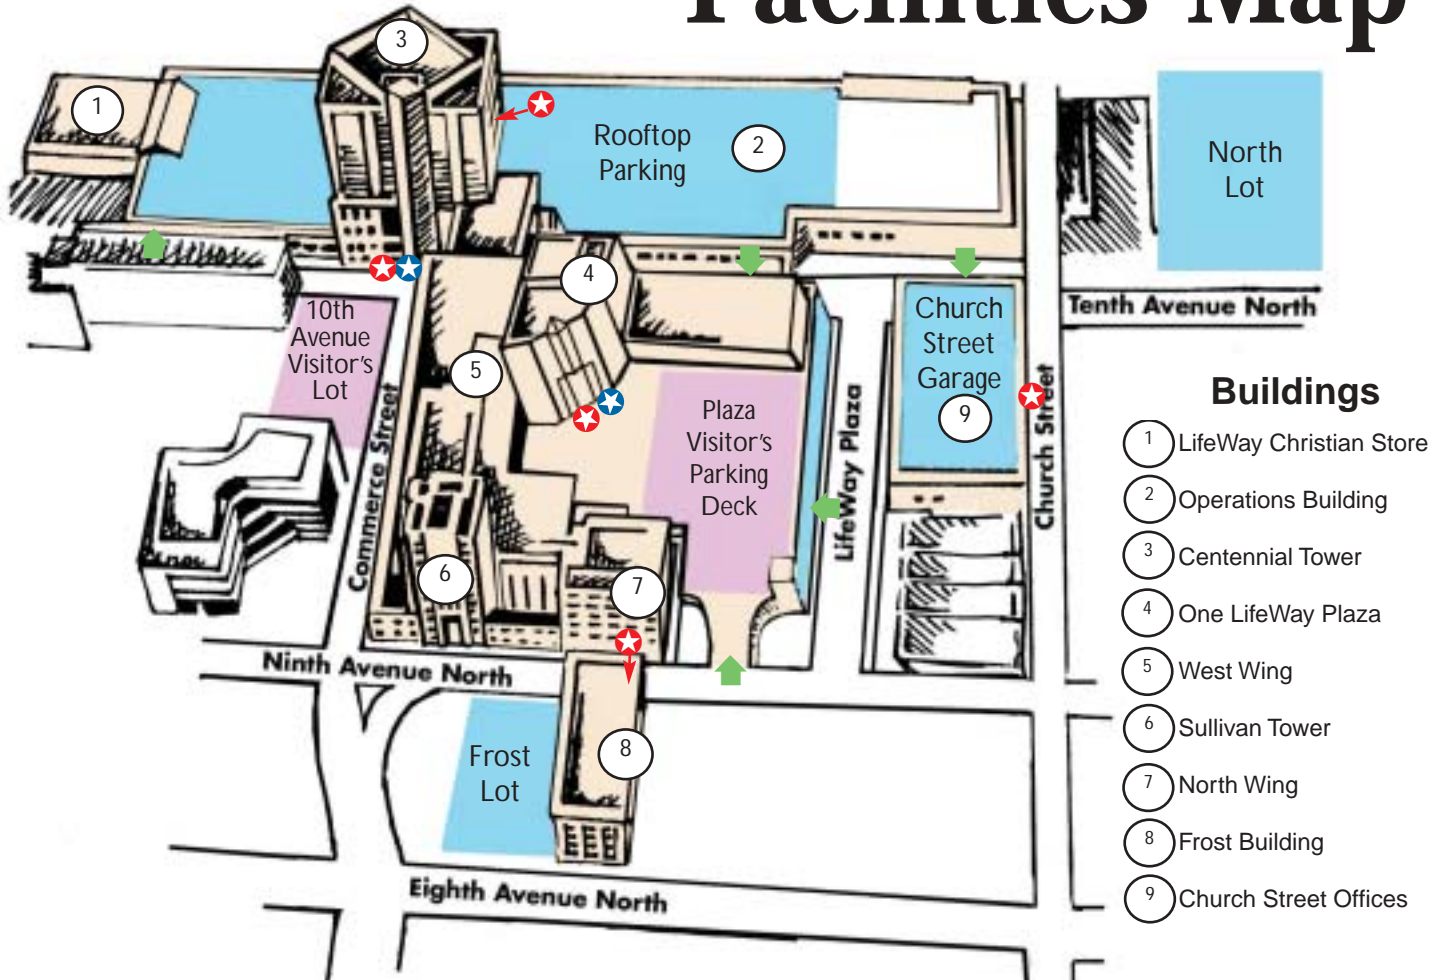 Facilities Map
3
1
Rooftop
Parking
2
North
Lot
4
10th
Avenue
Visitor's
Lot
Church
Street
Garage
9
Tenth Avenue North
5
Plaza
Visitor's
Parking
Deck
Commerce Street
LifeWay Plaza
Church Street
6
7
Ninth Avenue North
Frost
Lot
8
Eighth Avenue North
Buildings
1 LifeWay Christian Store
2 Operations Building
3 Centennial Tower
4 One LifeWay Plaza
5 West Wing
6 Sullivan Tower
7 North Wing
8 Frost Building
9 Church Street Offices